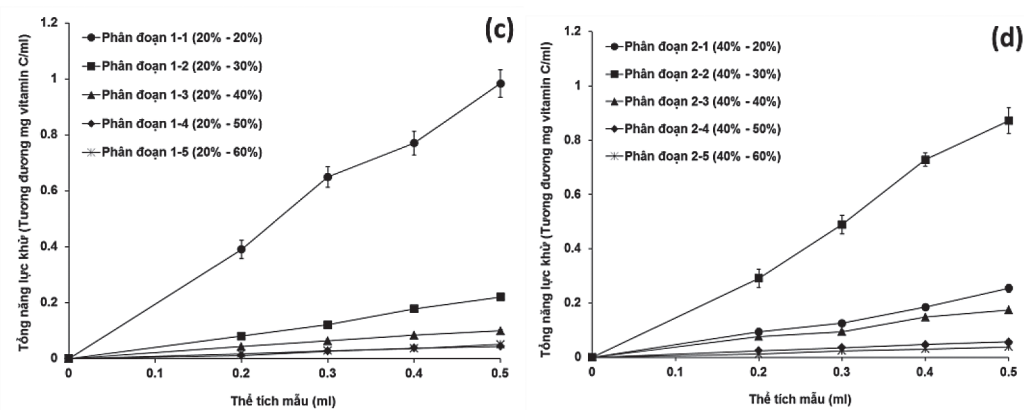 (c)
Tổng năng lực khử (Tương đương mg vitamin C/ml)
1.2
1
0.8
0.6
0.4
0.2
0
Phân đoạn 1-1 (20% - 20%)
Phân đoạn 1-2 (20% - 30%)
Phân đoạn 1-3 (20% - 40%)
Phân đoạn 1-4 (20% - 50%)
Phân đoạn 1-5 (20% - 60%)
0 0.1 0.2 0.3 0.4 0.5
Thể tích mẫu (ml)
(d)
Tổng năng lực khử (Tương đương mg vitamin C/ml)
1.2
1
0.8
0.6
0.4
0.2
0
Phân đoạn 2-1 (40% - 20%)
Phân đoạn 2-2 (40% - 30%)
Phân đoạn 2-3 (40% - 40%)
Phân đoạn 2-4 (40% - 50%)
Phân đoạn 2-5 (40% - 60%)
0 0.1 0.2 0.3 0.4 0.5
Thể tích mẫu (ml)